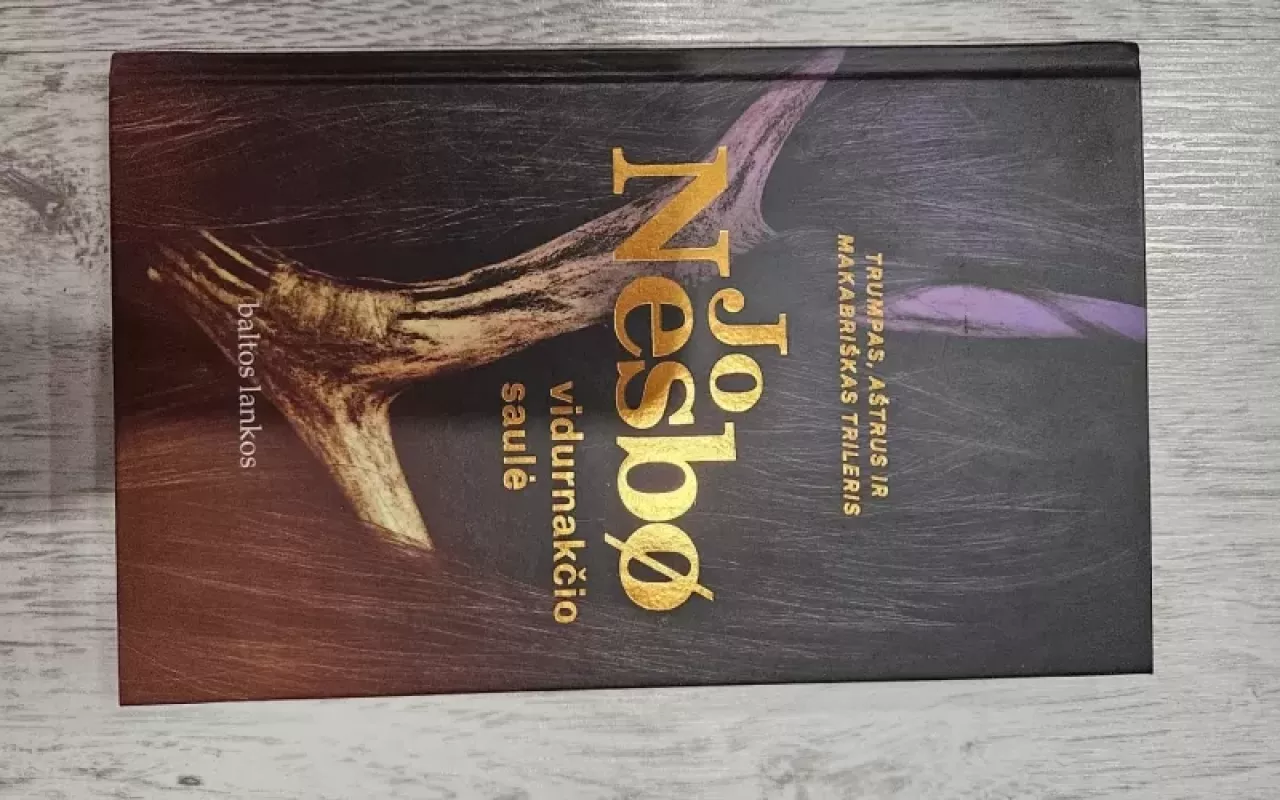 TRUMPAS, AŠTRUS IR
MAKABRIŠKAS TRILERIS
Jo
Nesbø
vidurnakčio
saulė
baltos lankos